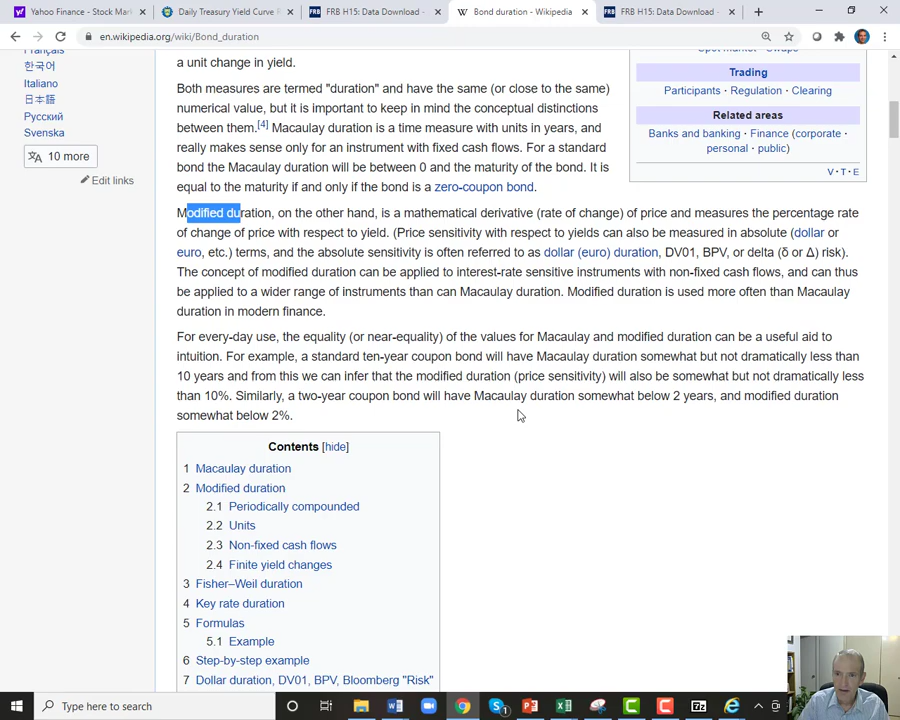 Yahoo Finance - Stock Mark
Daily Treasury Yield Curve R
FRB H15: Data Download -
Bond duration - Wikipedia
FRB H15: Data Download -
en.wikipedia.org/wiki/Bond_duration
Français
한국어
Italiano
日本語
Русский
Svenska
10 more
Edit links
a unit change in yield.
Both measures are termed "duration" and have the same (or close to the same)
numerical value, but it is important to keep in mind the conceptual distinctions
between them.[4] Macaulay duration is a time measure with units in years, and
really makes sense only for an instrument with fixed cash flows. For a standard
bond the Macaulay duration will be between 0 and the maturity of the bond. It is
equal to the maturity if and only if the bond is a zero-coupon bond.
Spot market · Swaps
Trading
Participants · Regulation · Clearing
Related areas
Banks and banking · Finance (corporate ·
personal · public)
V · T · E
Modified duration, on the other hand, is a mathematical derivative (rate of change) of price and measures the percentage rate
of change of price with respect to yield. (Price sensitivity with respect to yields can also be measured in absolute (dollar or
euro, etc.) terms, and the absolute sensitivity is often referred to as dollar (euro) duration, DV01, BPV, or delta (δ or Δ) risk).
The concept of modified duration can be applied to interest-rate sensitive instruments with non-fixed cash flows, and can thus
be applied to a wider range of instruments than can Macaulay duration. Modified duration is used more often than Macaulay
duration in modern finance.
For every-day use, the equality (or near-equality) of the values for Macaulay and modified duration can be a useful aid to
intuition. For example, a standard ten-year coupon bond will have Macaulay duration somewhat but not dramatically less than
10 years and from this we can infer that the modified duration (price sensitivity) will also be somewhat but not dramatically less
than 10%. Similarly, a two-year coupon bond will have Macaulay duration somewhat below 2 years, and modified duration
somewhat below 2%.
Contents [hide]
1 Macaulay duration
2 Modified duration
2.1 Periodically compounded
2.2 Units
2.3 Non-fixed cash flows
2.4 Finite yield changes
3 Fisher–Weil duration
4 Key rate duration
5 Formulas
5.1 Example
6 Step-by-step example
7 Dollar duration, DV01, BPV, Bloomberg "Risk"
Type here to search